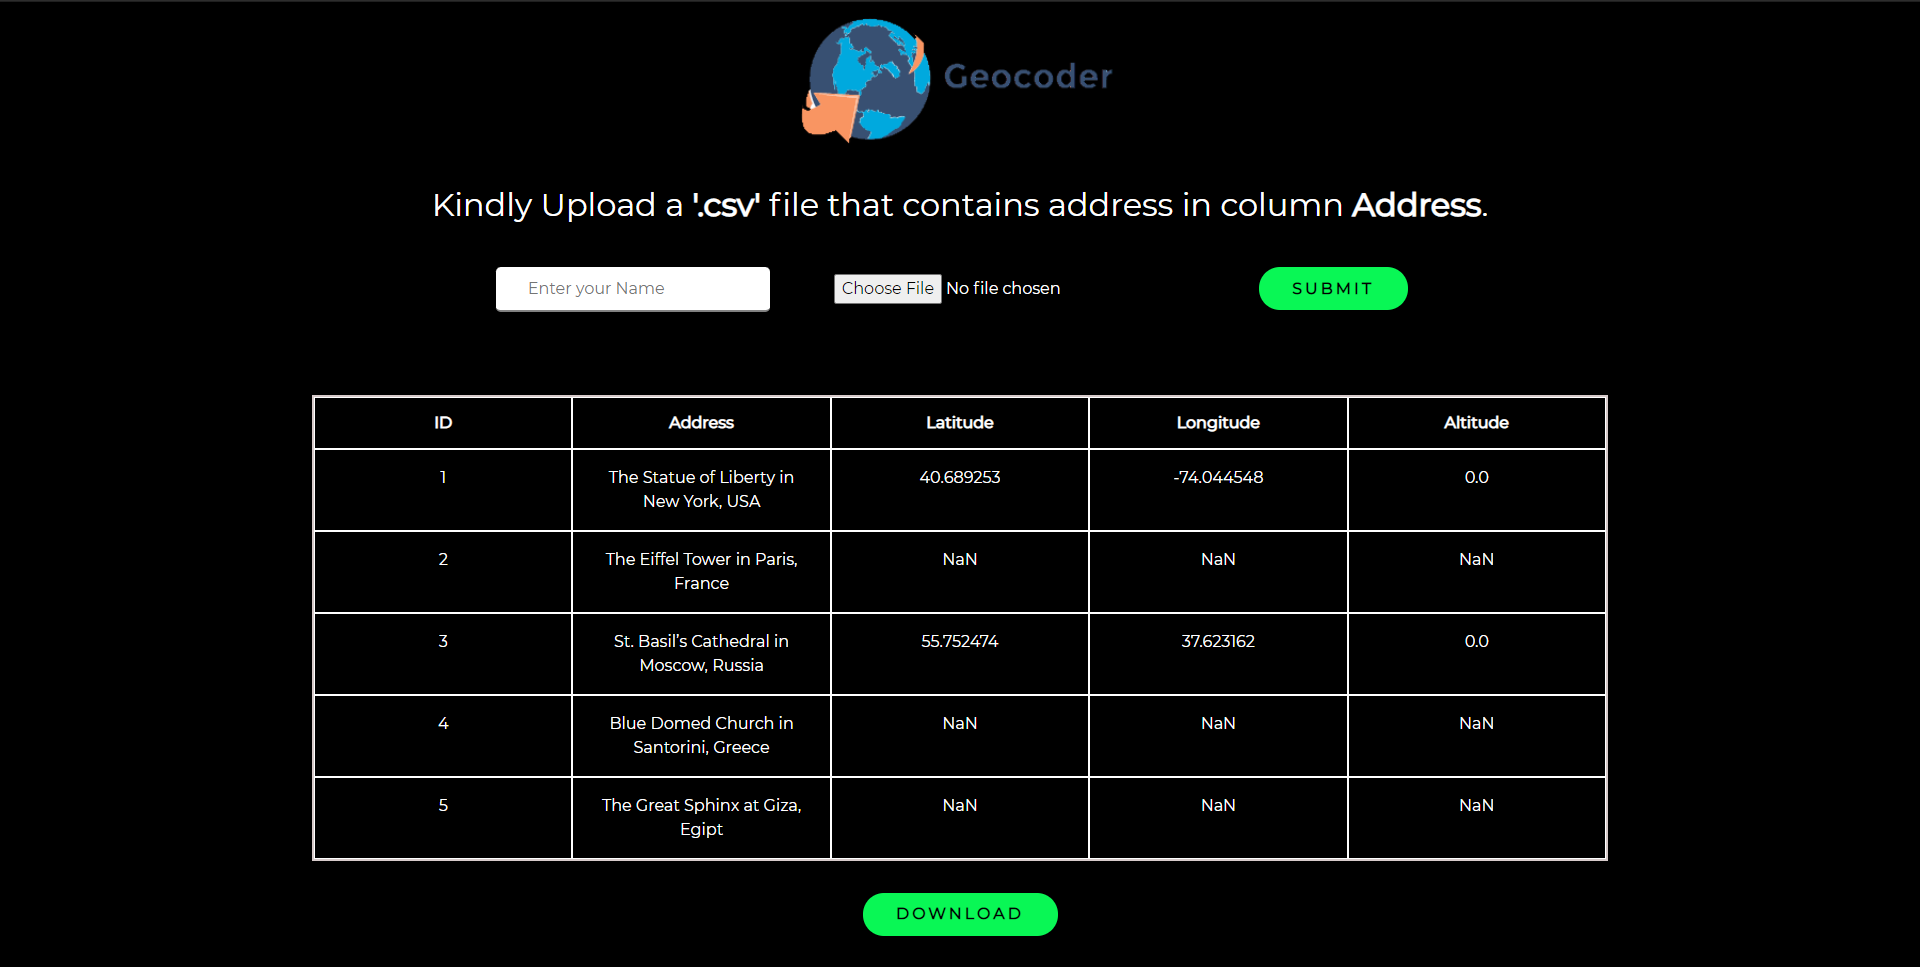 Geocoder
Kindly Upload a '.csv' file that contains address in column Address.
Enter your Name
Choose File No file chosen
SUBMIT
ID Address Latitude Longitude Altitude
1 The Statue of Liberty in 40.689253 -74.044548 0.0
New York, USA
2 The Eiffel Tower in Paris, NaN NaN NaN
France
3 St. Basil’s Cathedral in 55.752474 37.623162 0.0
Moscow, Russia
4 Blue Domed Church in NaN NaN NaN
Santorini, Greece
5 The Great Sphinx at Giza, NaN NaN NaN
Egipt
DOWNLOAD